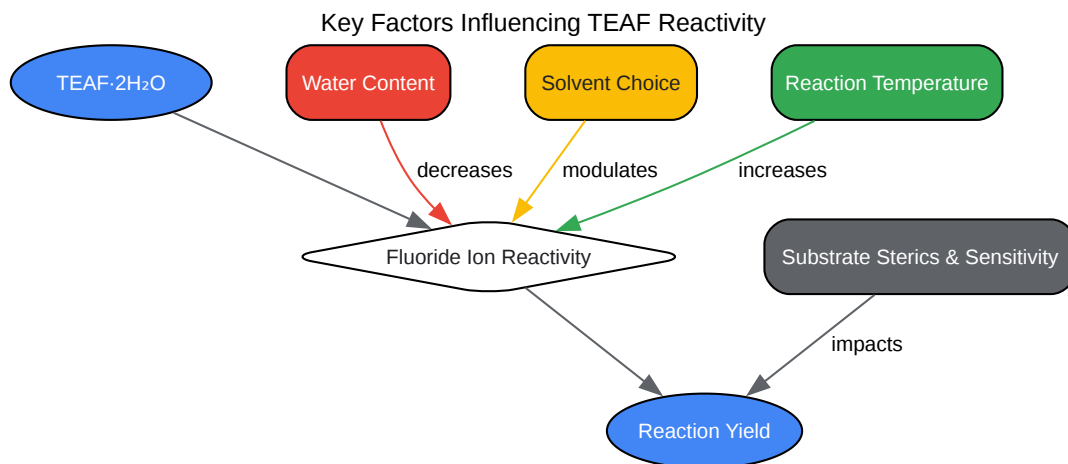 Key Factors Influencing TEAF Reactivity
TEAF·2H₂O
Water Content
Solvent Choice
Reaction Temperature
decreases
modulates
increases
Fluoride Ion Reactivity
Substrate Sterics & Sensitivity
impacts
Reaction Yield